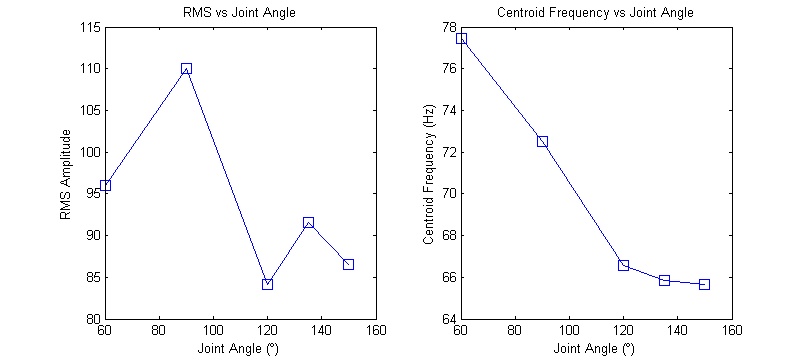 RMS vs Joint Angle
115
110
105
100
95
90
85
80
RMS Amplitude
60 80 100 120 140 160
Joint Angle (°)
Centroid Frequency vs Joint Angle
78
76
74
72
70
68
66
64
Centroid Frequency (Hz)
60 80 100 120 140 160
Joint Angle (°)